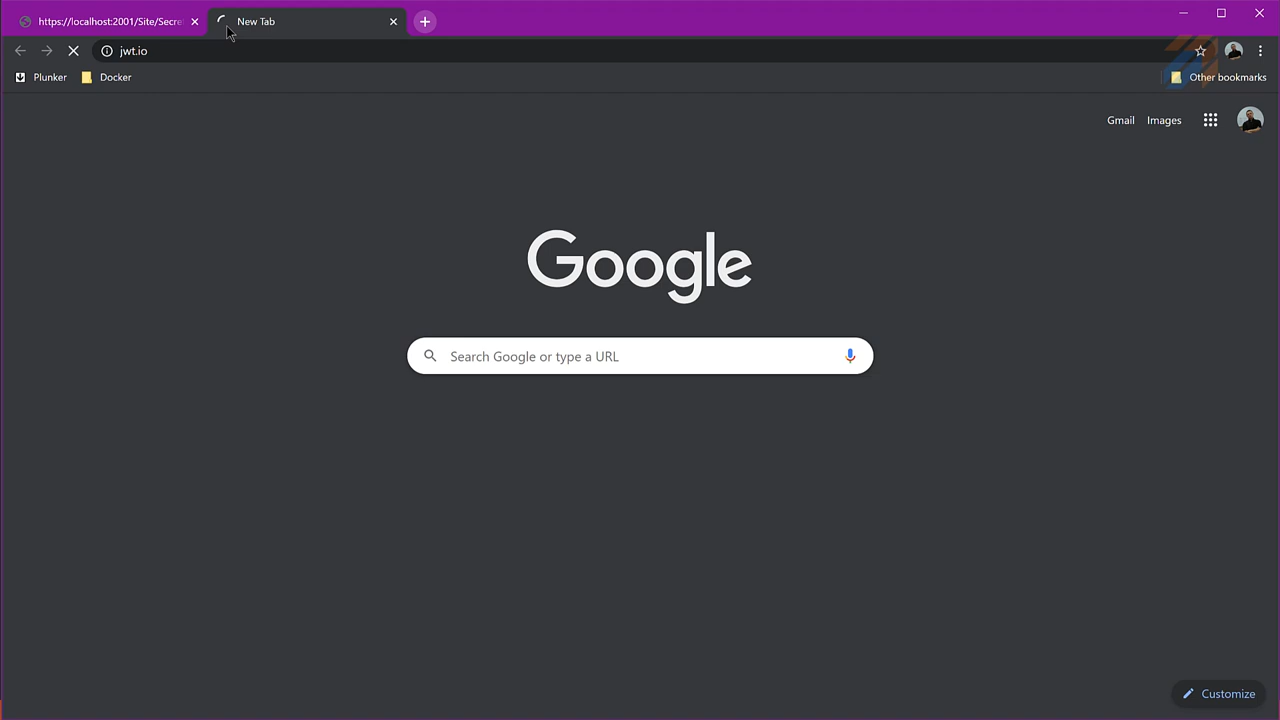 https://localhost:2001/Site/Secre
New Tab
jwt.io
Plunker
Docker
Other bookmarks
Gmail
Images
Google
Search Google or type a URL
Customize